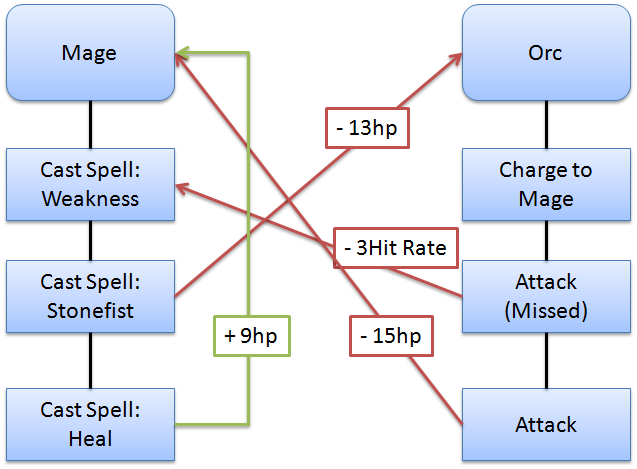 Mage
Orc
- 13hp
Cast Spell:
Weakness
Charge to
Mage
- 3Hit Rate
Cast Spell:
Stonefist
Attack
(Missed)
+ 9hp
- 15hp
Cast Spell:
Heal
Attack